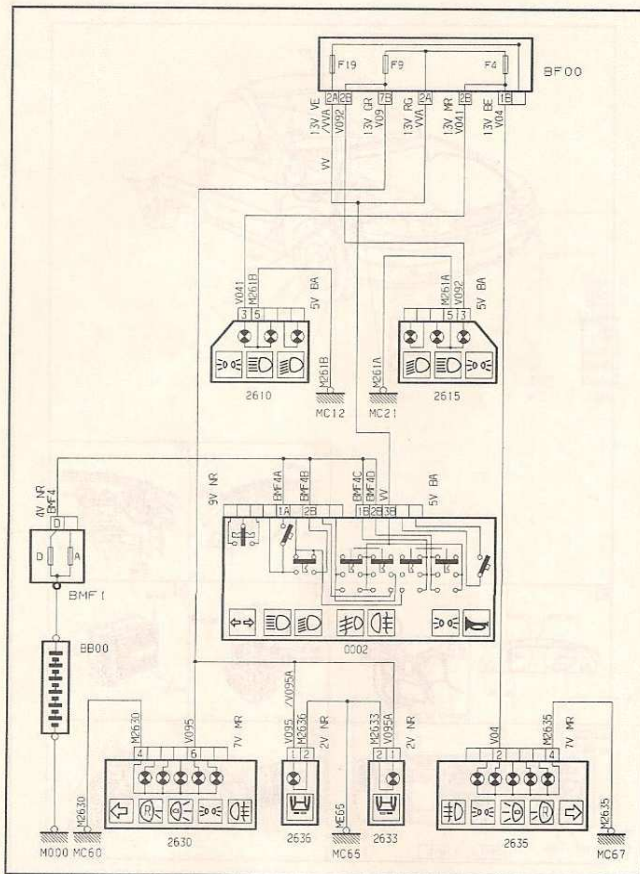 F19 F9 F4
BF00
2A 2B 7B 2A 2B 1B
13V VE
/VVA
V092
13V GR
V09
13V RG
VVA
13V MR
V041
13V BE
V04
VV
V041
M261B
5V BA
M261A
V092
5V BA
3 5
5 3
2610
M261B
MC12
M261A
MC21
2615
4V NR
BMF4
D
D A
BMF1
9V NR
BMF4A
BMF4B
BMF4C
BMF4D
VV
5V BA
1A 2B 1B 2B 3B
0002
BB00
M000
M2630
V095
7V MR
4 6
M2630
MC60
2630
V095
/V095A
M2636
2V NR
1 2
2636
ME65
MC65
M2633
V095A
2V NR
2 1
2633
V04
M2635
7V MR
2 4
2635
M2635
MC67